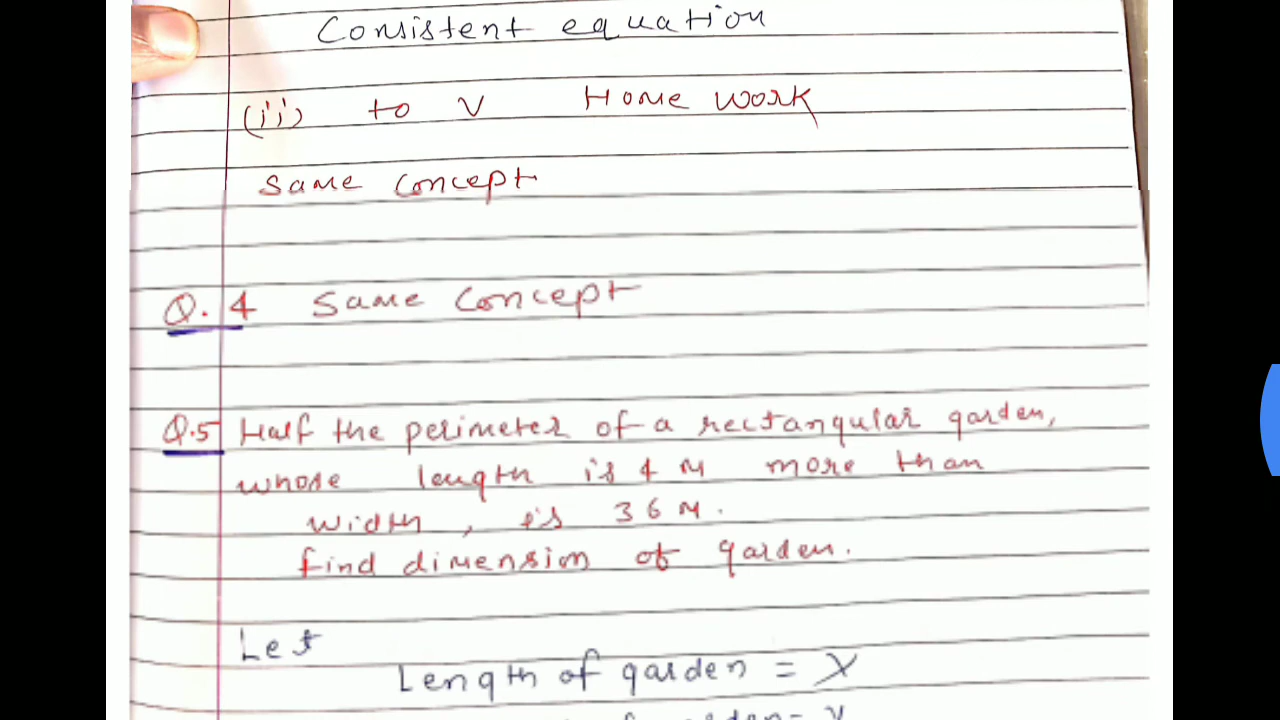 Consistent equation
(ii) to V Home work
Same Concept
Q. 4 Same Concept
Q.5 Half the perimeter of a rectangular garden,
whose length is 4 M more than
width, is 36 M.
find dimension of garden.
Let
Length of garden = X